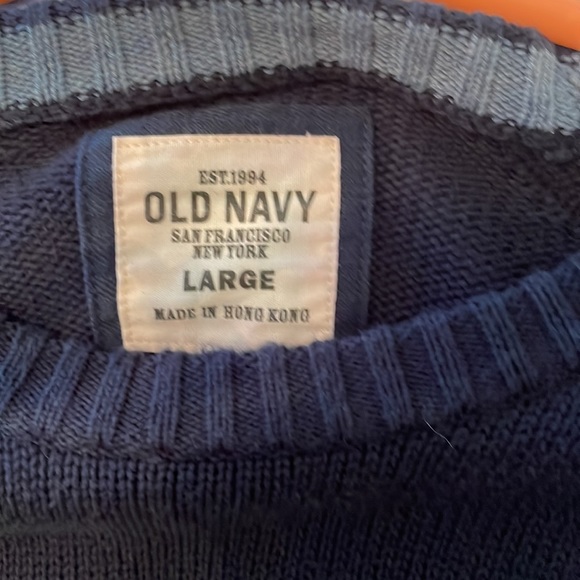 EST.1994
OLD NAVY
SAN FRANCISCO
NEW YORK
LARGE
MADE IN HONG KONG